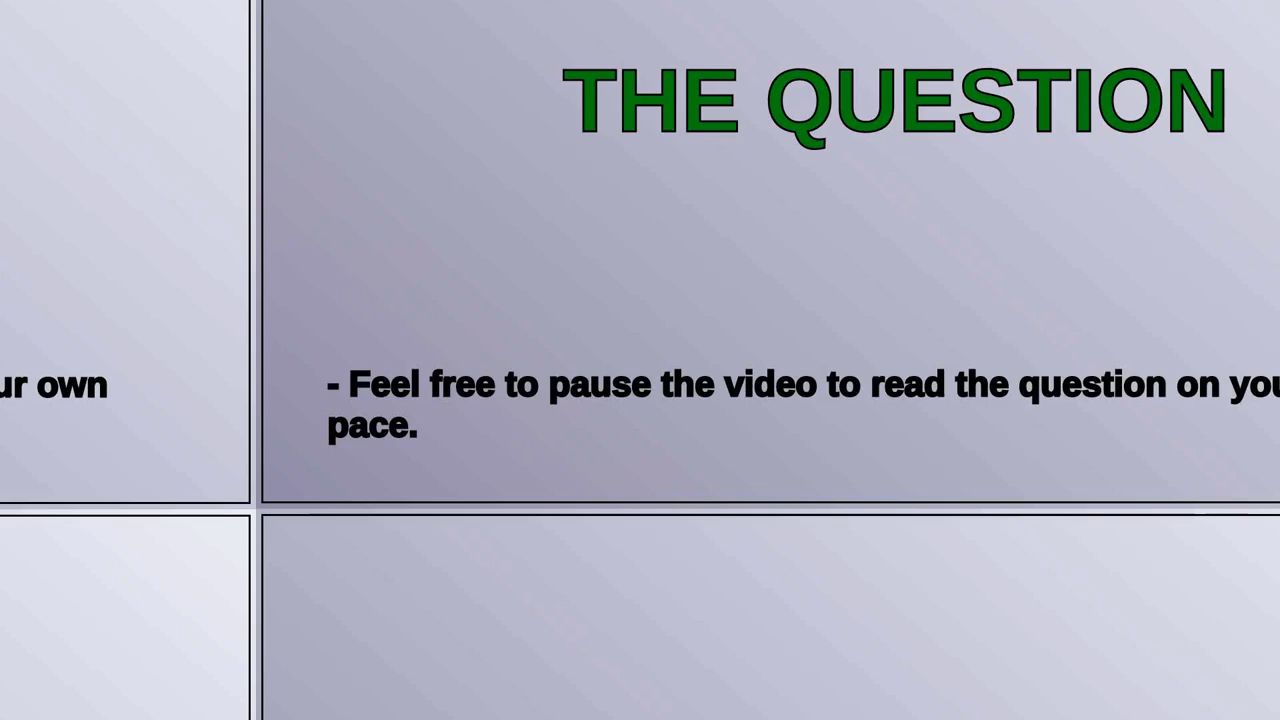 THE QUESTION
ur own
- Feel free to pause the video to read the question on you
pace.